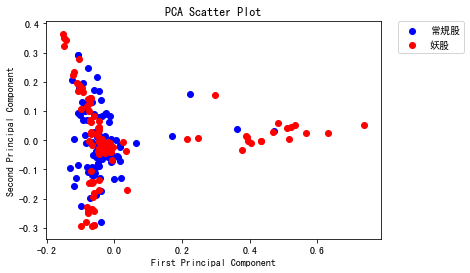 PCA Scatter Plot
常規股
妖股
Second Principal Component
0.4
0.3
0.2
0.1
0.0
−0.1
−0.2
−0.3
−0.2
0.0
0.2
0.4
0.6
First Principal Component